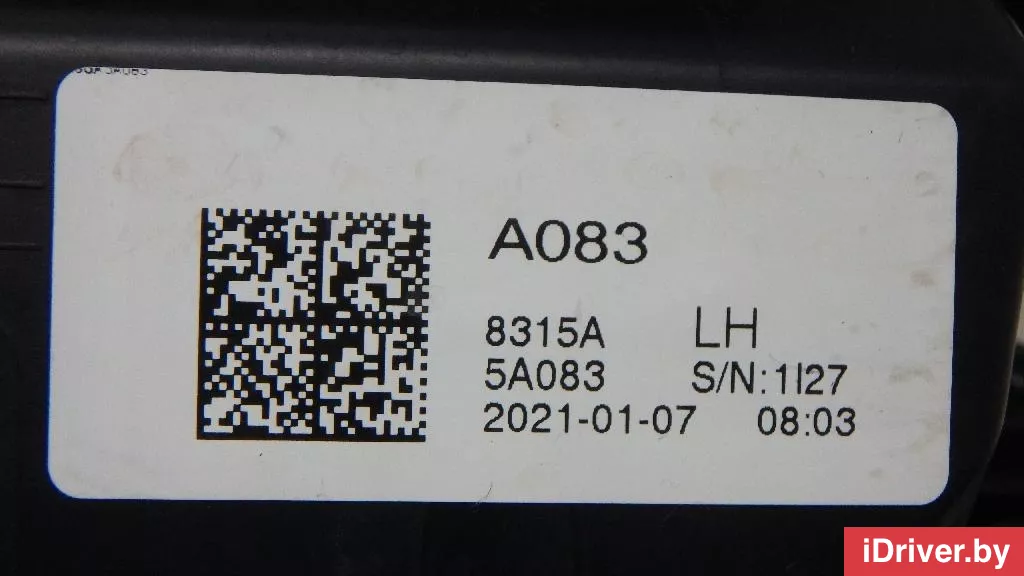 A083
8315A LH
5A083 S/N:1I27
2021-01-07 08:03
iDriver.by